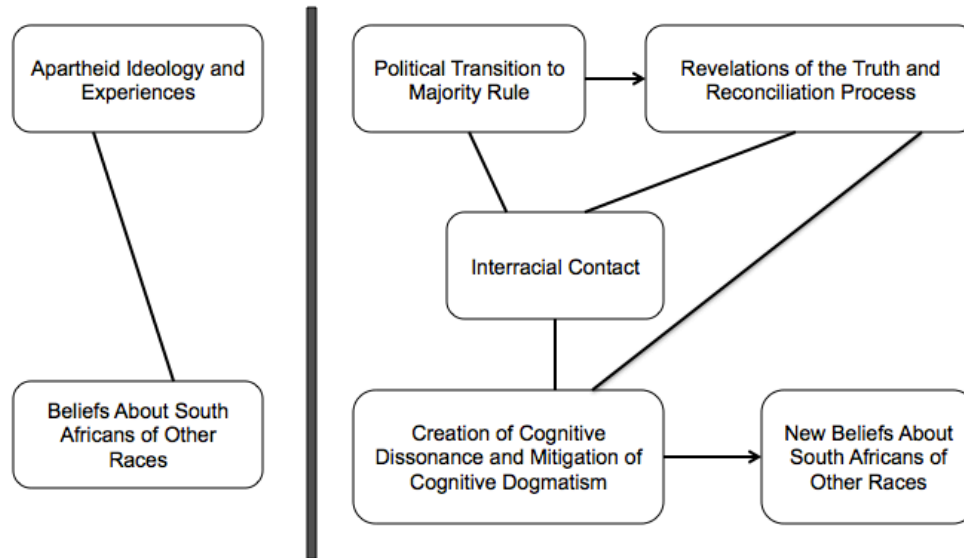 Apartheid Ideology and
Experiences
Beliefs About South
Africans of Other
Races
Political Transition to
Majority Rule
Revelations of the Truth and
Reconciliation Process
Interracial Contact
Creation of Cognitive
Dissonance and Mitigation of
Cognitive Dogmatism
New Beliefs About
South Africans of
Other Races